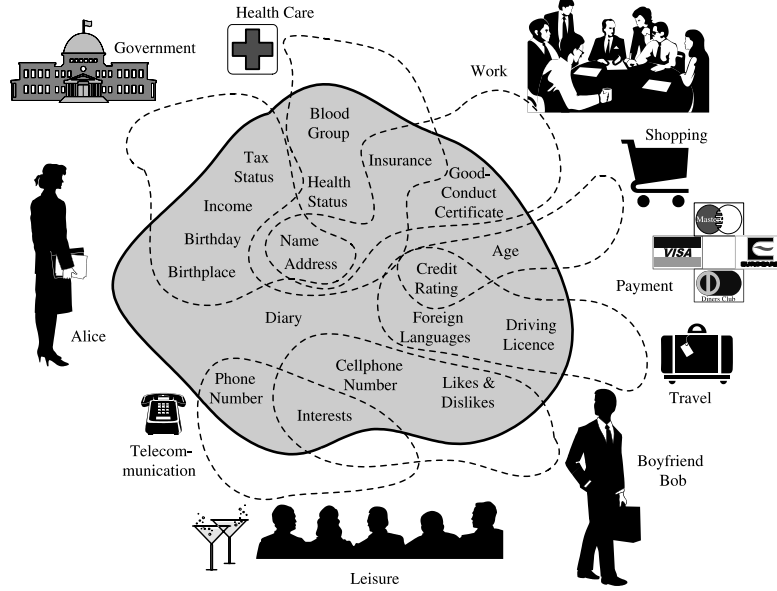 Health Care
Government
Work
Blood
Group
Shopping
Insurance
Tax
Status
Good-
Conduct
Certificate
Health
Status
Income
Master
Birthday
Name
Age
VISA
Address
Birthplace
Credit
Rating
Payment
Diners Club
Diary
Foreign
Languages
Driving
Licence
Alice
Cellphone
Number
Phone
Number
Likes &
Dislikes
Travel
Interests
Telecom-
munication
Boyfriend
Bob
Leisure